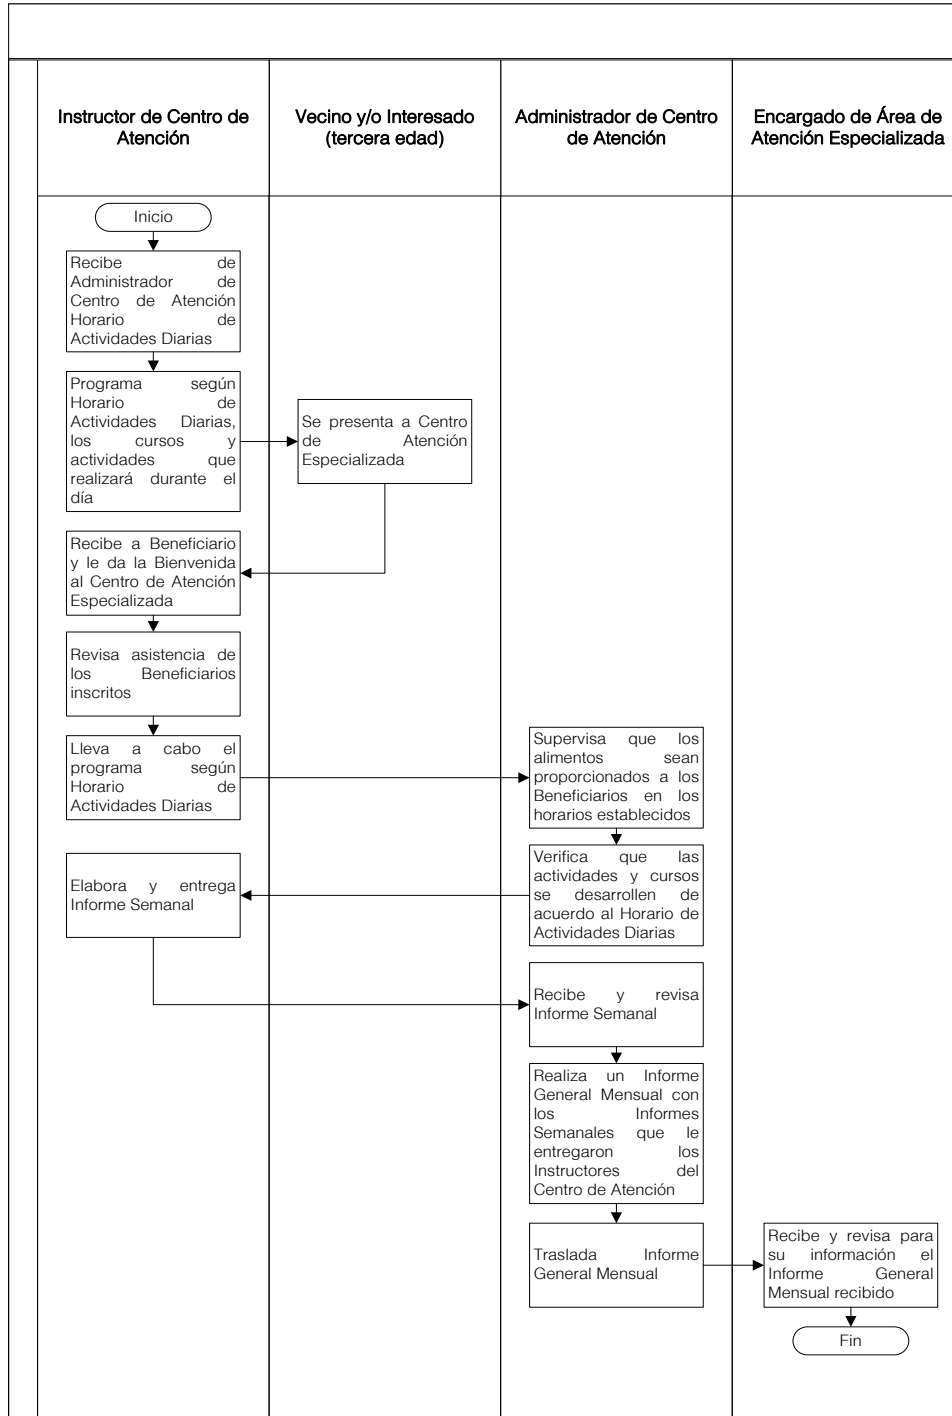 Instructor de Centro de
Atención
Vecino y/o Interesado
(tercera edad)
Administrador de Centro
de Atención
Encargado de Área de
Atención Especializada
Inicio
Recibe de
Administrador de
Centro de Atención
Horario de
Actividades Diarias
Programa según
Horario de
Actividades Diarias,
los cursos y
actividades que
realizará durante el
día
Se presenta a Centro
de Atención
Especializada
Recibe a Beneficiario
y le da la Bienvenida
al Centro de Atención
Especializada
Revisa asistencia de
los Beneficiarios
inscritos
Lleva a cabo el
programa según
Horario de
Actividades Diarias
Supervisa que los
alimentos sean
proporcionados a los
Beneficiarios en los
horarios establecidos
Verifica que las
actividades y cursos
se desarrollen de
acuerdo al Horario de
Actividades Diarias
Elabora y entrega
Informe Semanal
Recibe y revisa
Informe Semanal
Realiza un Informe
General Mensual con
los Informes
Semanales que le
entregaron los
Instructores del
Centro de Atención
Traslada Informe
General Mensual
Recibe y revisa para
su información el
Informe General
Mensual recibido
Fin